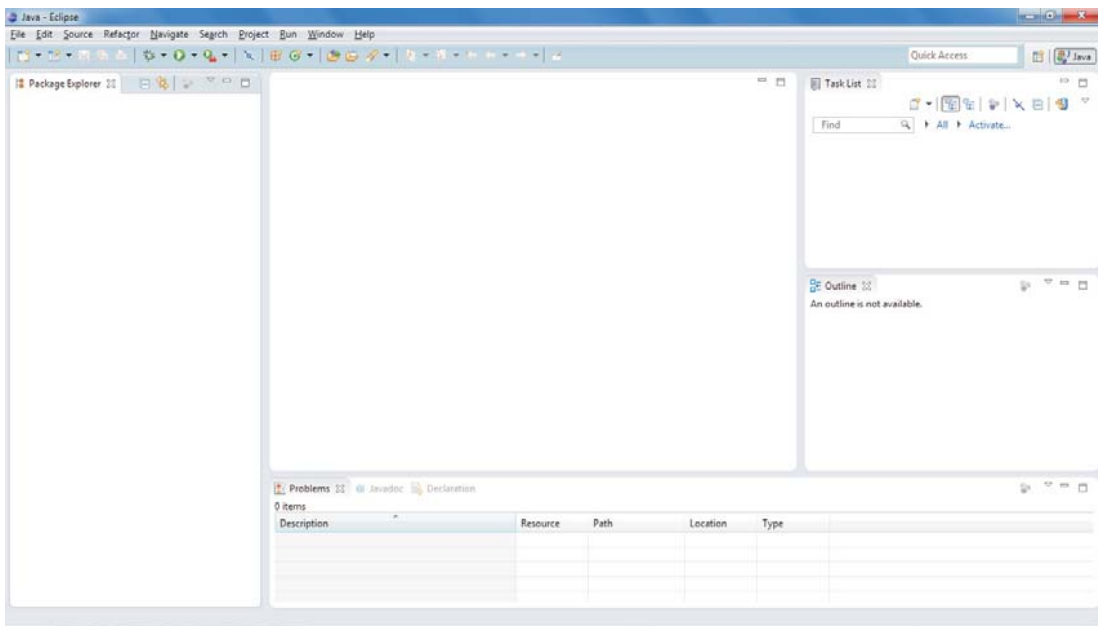 Java - Eclipse
File Edit Source Refactor Navigate Search Project Run Window Help
Quick Access
Java
Package Explorer
Task List
Find
All
Activate...
Outline
An outline is not available.
Problems Javadoc Declaration
0 items
Description Resource Path Location Type